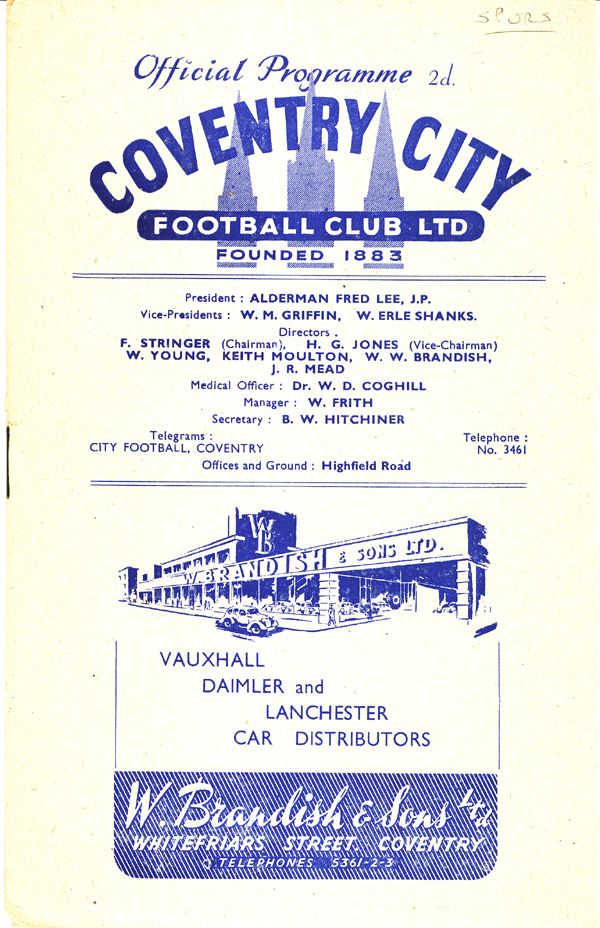 SPURS
Official Programme 2d.
COVENTRY CITY
FOOTBALL CLUB LTD
FOUNDED 1883
President : ALDERMAN FRED LEE, J.P.
Vice-Presidents : W. M. GRIFFIN, W. ERLE SHANKS.
Directors .
F. STRINGER (Chairman), H. G. JONES (Vice-Chairman)
W. YOUNG, KEITH MOULTON, W. W. BRANDISH,
J. R. MEAD
Medical Officer : Dr. W. D. COGHILL
Manager : W. FRITH
Secretary : B. W. HITCHINER
Telegrams :
CITY FOOTBALL, COVENTRY
Telephone :
No. 3461
Offices and Ground : Highfield Road
WB
W. BRANDISH & SONS LTD.
VAUXHALL
DAIMLER and
LANCHESTER
CAR DISTRIBUTORS
W. Brandish & Sons Ltd
WHITEFRIARS STREET, COVENTRY
TELEPHONES 5361-2-3